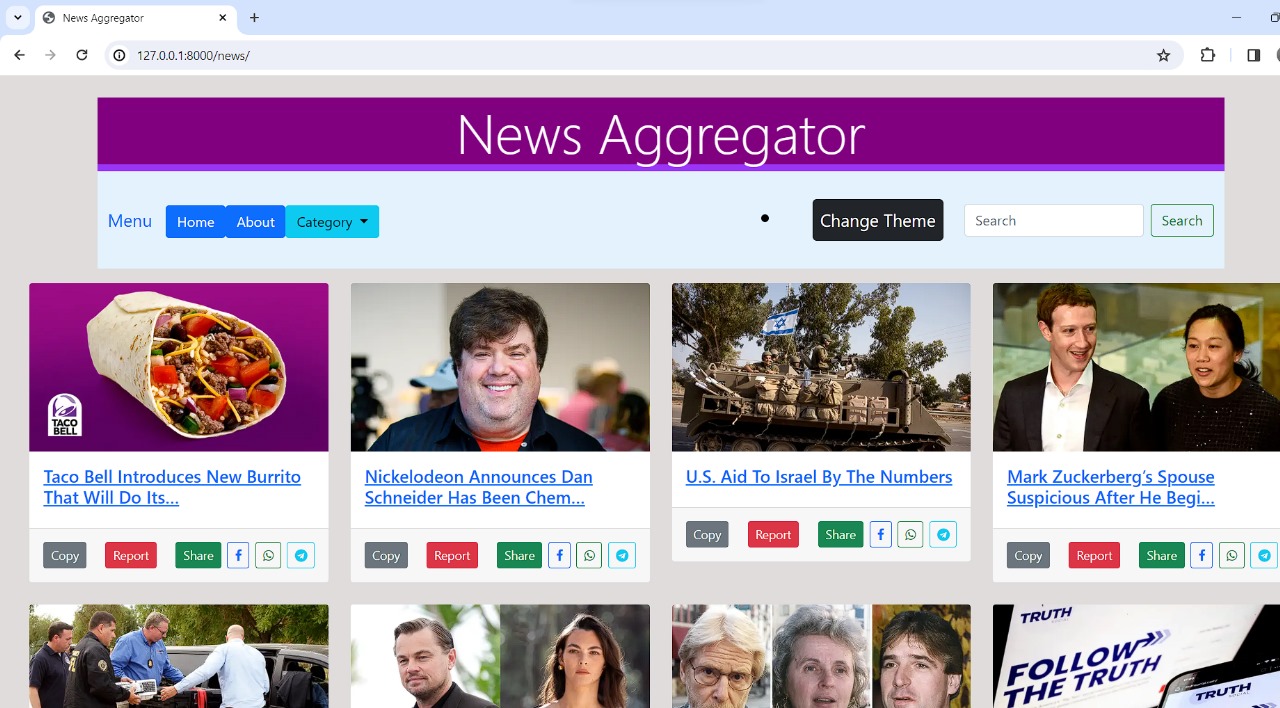 News Aggregator
127.0.0.1:8000/news/
News Aggregator
Menu Home About Category Change Theme Search Search
TACO
BELL
Taco Bell Introduces New Burrito
That Will Do Its...
Copy Report Share
Nickelodeon Announces Dan
Schneider Has Been Chem...
Copy Report Share
U.S. Aid To Israel By The Numbers
Copy Report Share
Mark Zuckerberg’s Spouse
Suspicious After He Begi...
Copy Report Share
TRUTH
FOLLOW
THE TRUTH
TRUTH